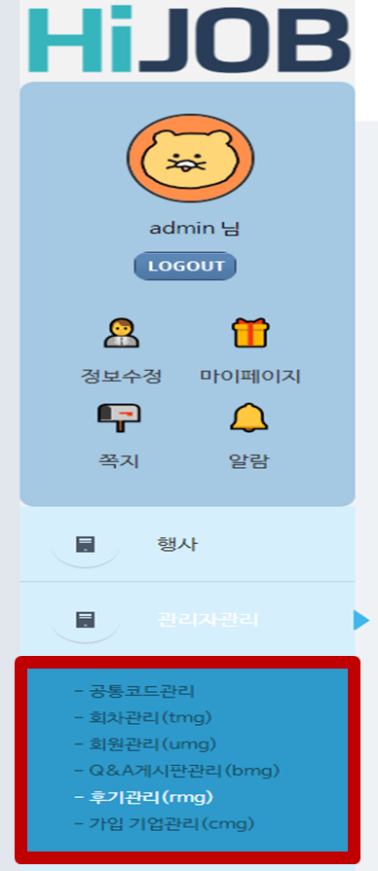 HiJOB
admin 님
LOGOUT
정보수정 마이페이지
쪽지 알람
행사
관리자관리
- 공통코드관리
- 회차관리(tmg)
- 회원관리(umg)
- Q&A게시판관리(bmg)
- 후기관리(rmg)
- 가입 기업관리(cmg)